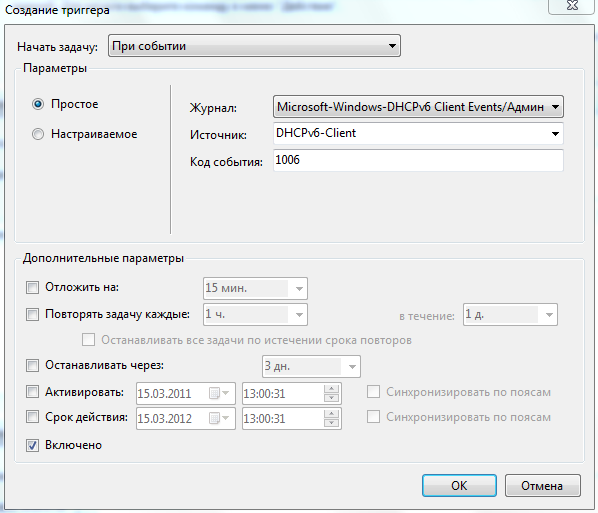 Создание триггера
Начать задачу: При событии
Параметры
Простое
Настраиваемое
Журнал: Microsoft-Windows-DHCPv6 Client Events/Админ
Источник: DHCPv6-Client
Код события: 1006
Дополнительные параметры
Отложить на: 15 мин.
Повторять задачу каждые: 1 ч. в течение: 1 д.
Останавливать все задачи по истечении срока повторов
Останавливать через: 3 дн.
Активировать: 15.03.2011 13:00:31 Синхронизировать по поясам
Срок действия: 15.03.2012 13:00:31 Синхронизировать по поясам
Включено
OK Отмена